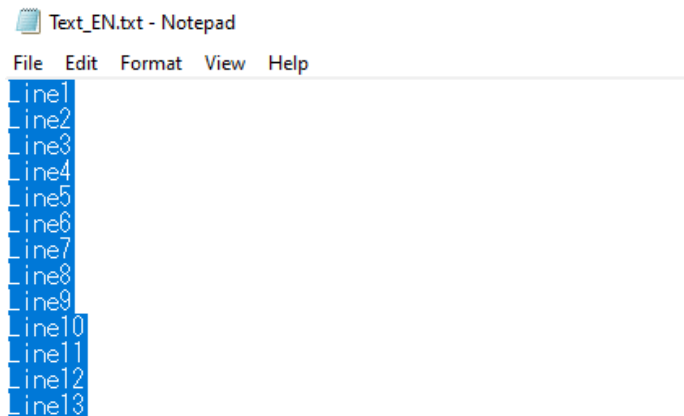 Text_EN.txt - Notepad
File Edit Format View Help
Line1
Line2
Line3
Line4
Line5
Line6
Line7
Line8
Line9
Line10
Line11
Line12
Line13